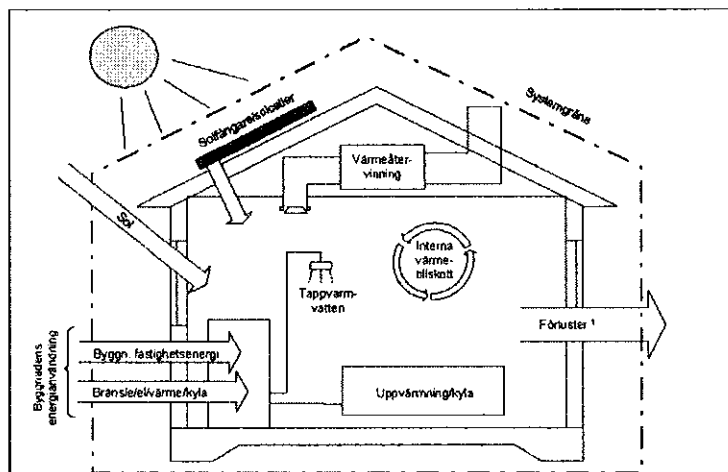 Systemgräns
Solfångare/solceller
Värmeåter-
vinning
Sol
Interna
värme-
tillskott
Tappvarm-
vatten
Förluster 1
Byggnadens
energianvändning
Byggn. fastighetsenergi
Bränsle/el/värme/kyla
Uppvärmning/kyla